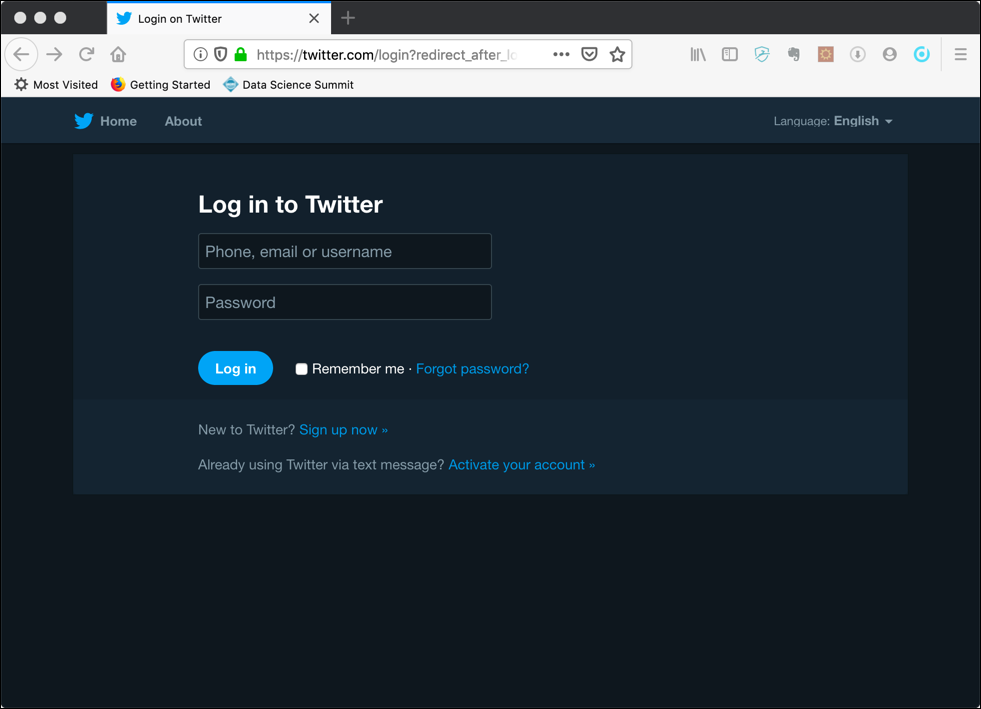 Login on Twitter
https://twitter.com/login?redirect_after_lo
Most Visited Getting Started Data Science Summit
Home About Language: English
Log in to Twitter
Phone, email or username
Password
Log in Remember me · Forgot password?
New to Twitter? Sign up now »
Already using Twitter via text message? Activate your account »